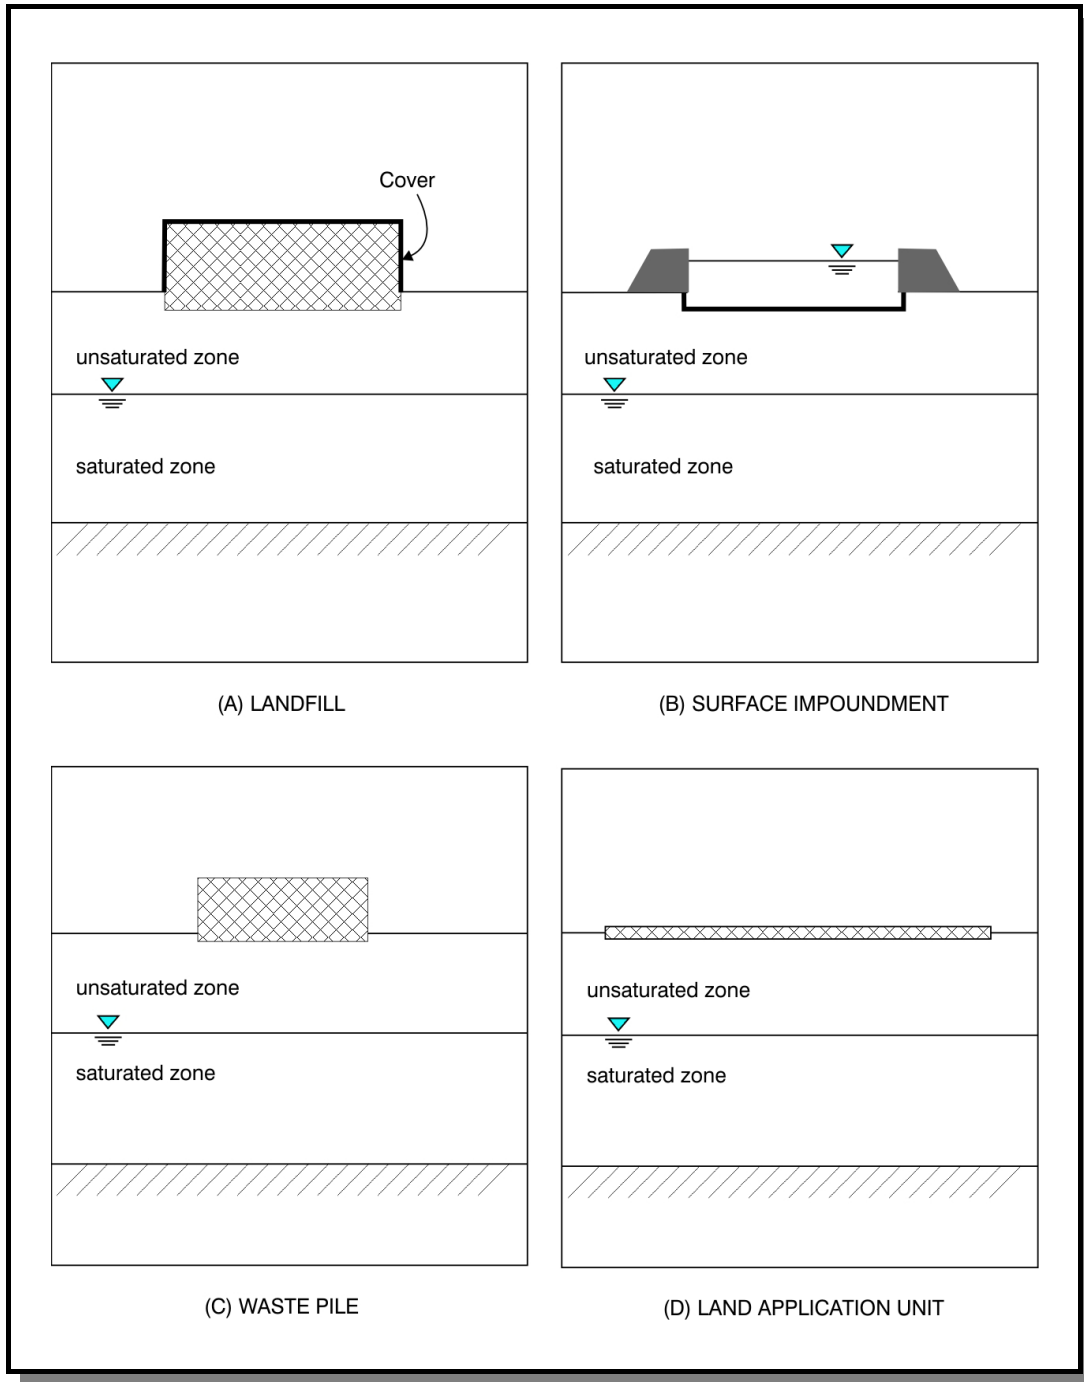 Cover
unsaturated zone
saturated zone
(A) LANDFILL
unsaturated zone
saturated zone
(B) SURFACE IMPOUNDMENT
unsaturated zone
saturated zone
(C) WASTE PILE
unsaturated zone
saturated zone
(D) LAND APPLICATION UNIT